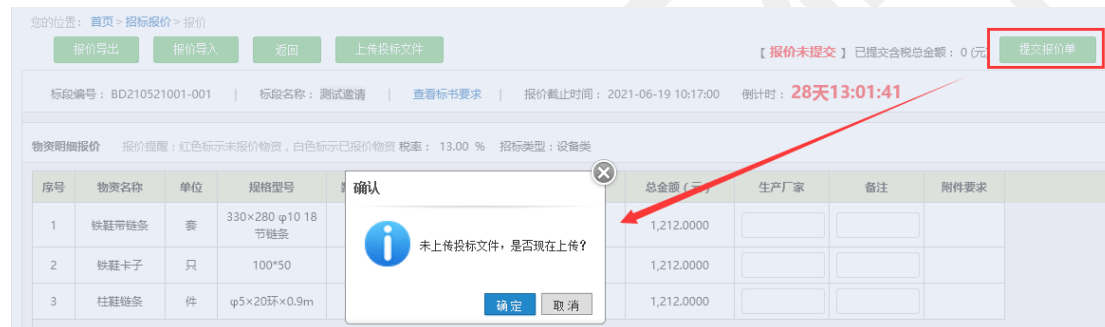 您的位置: 首页 > 招标报价 > 报价
报价导出 报价导入 返回 上传投标文件 【 报价未提交 】 已提交含税总金额: 0 (元) 提交报价单
标段编号: BD210521001-001 | 标段名称: 测试邀请 | 查看标书要求 | 报价截止时间: 2021-06-19 10:17:00 倒计时: 28天13:01:41
物资明细报价 报价提醒:红色标示未报价物资,白色标示已报价物资 税率: 13.00 % 招标类型:设备类
序号 物资名称 单位 规格型号 总金额(元) 生产厂家 备注 附件要求
1 铁鞋带链条 套 330×280 φ10 18 节链条 1,212.0000
2 铁鞋卡子 只 100*50 1,212.0000
3 柱鞋链条 件 φ5×20环×0.9m 1,212.0000
确认
未上传投标文件,是否现在上传?
确定 取消